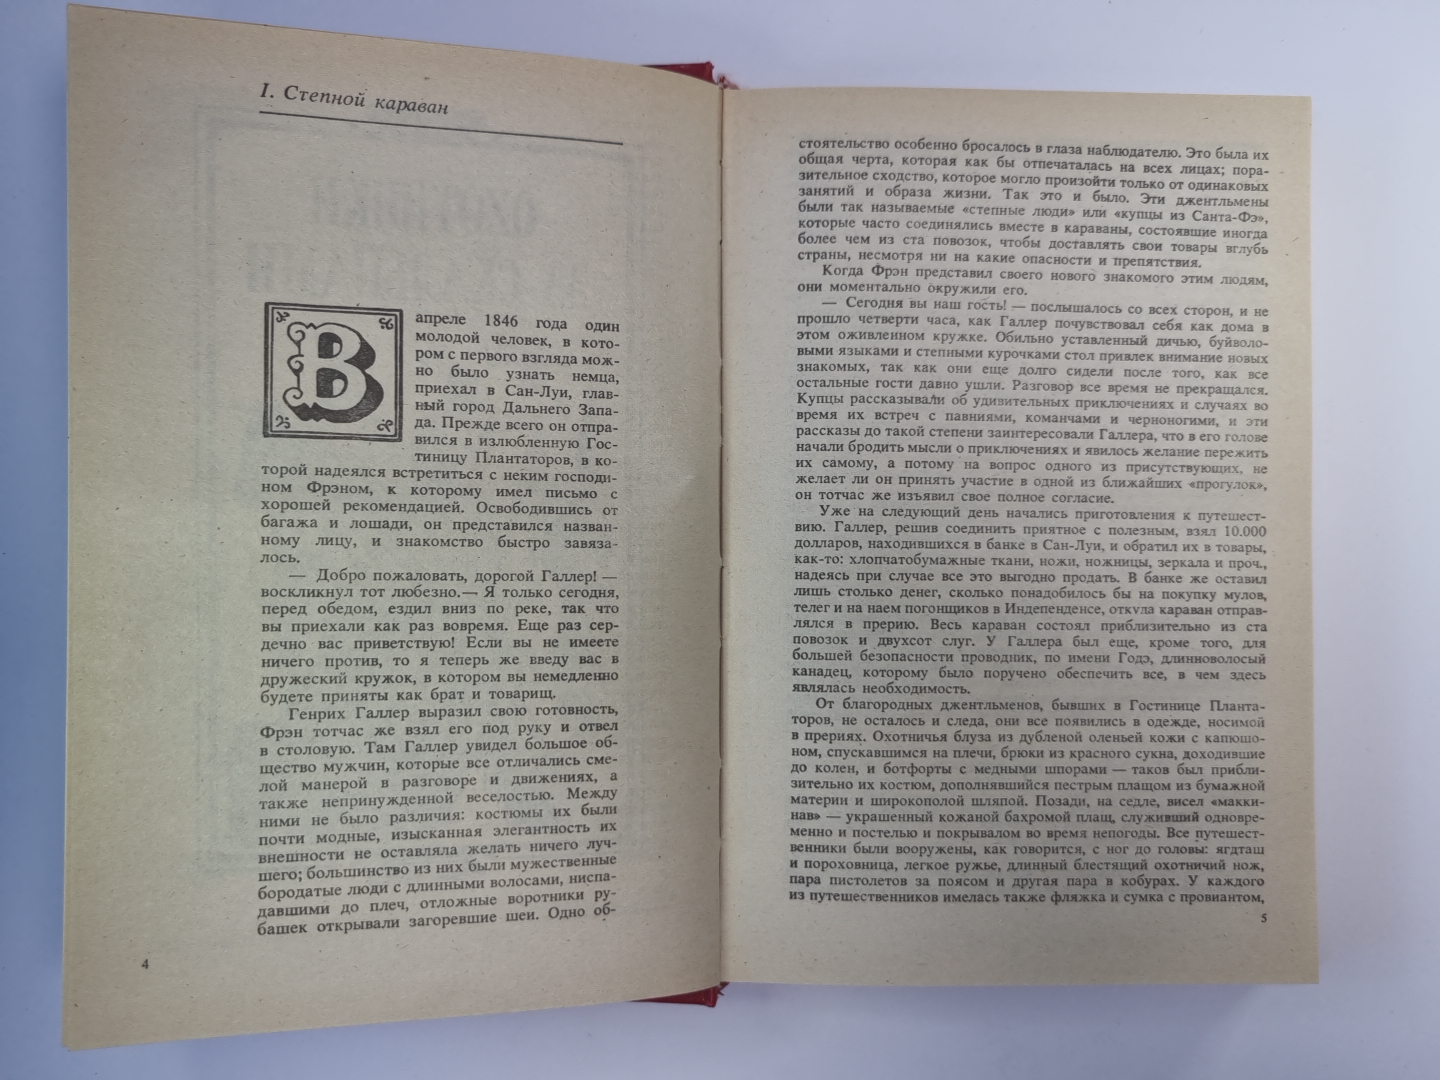 I. Степной караван
В
апреле 1846 года один
молодой человек, в кото-
ром с первого взгляда мож-
но было узнать немца,
приехал в Сан-Луи, глав-
ный город Дальнего Запа-
да. Прежде всего он отпра-
вился в излюбленную Гос-
тиницу Плантаторов, в ко-
торой надеялся встретиться с неким господи-
ном Фрэном, к которому имел письмо с
хорошей рекомендацией. Освободившись от
багажа и лошади, он представился назван-
ному лицу, и знакомство быстро завяза-
лось.
— Добро пожаловать, дорогой Галлер! —
воскликнул тот любезно.— Я только сегодня,
перед обедом, ездил вниз по реке, так что
вы приехали как раз вовремя. Еще раз сер-
дечно вас приветствую! Если вы не имеете
ничего против, то я теперь же введу вас в
дружеский кружок, в котором вы немедленно
будете приняты как брат и товарищ.
Генрих Галлер выразил свою готовность,
Фрэн тотчас же взял его под руку и отвел
в столовую. Там Галлер увидел большое об-
щество мужчин, которые все отличались сме-
лой манерой в разговоре и движениях, а
также непринужденной веселостью. Между
ними не было различия: костюмы их были
почти модные, изысканная элегантность их
внешности не оставляла желать ничего луч-
шего; большинство из них были мужественные
бородатые люди с длинными волосами, ниспа-
давшими до плеч, отложные воротники ру-
башек открывали загоревшие шеи. Одно об-
4
стоятельство особенно бросалось в глаза наблюдателю. Это была их
общая черта, которая как бы отпечаталась на всех лицах; пора-
зительное сходство, которое могло произойти только от одинаковых
занятий и образа жизни. Так это и было. Эти джентльмены
были так называемые «степные люди» или «купцы из Санта-Фэ»,
которые часто соединялись вместе в караваны, состоявшие иногда
более чем из ста повозок, чтобы доставлять свои товары вглубь
страны, несмотря ни на какие опасности и препятствия.
Когда Фрэн представил своего нового знакомого этим людям,
они моментально окружили его.
— Сегодня вы наш гость! — послышалось со всех сторон, и не
прошло четверти часа, как Галлер почувствовал себя как дома в
этом оживленном кружке. Обильно уставленный дичью, буйволо-
выми языками и степными курочками стол привлек внимание новых
знакомых, так как они еще долго сидели после того, как все
остальные гости давно ушли. Разговор все время не прекращался.
Купцы рассказывали об удивительных приключениях и случаях во
время их встреч с павниями, команчами и черноногими, и эти
рассказы до такой степени заинтересовали Галлера, что в его голове
начали бродить мысли о приключениях и явилось желание пережить
их самому, а потому на вопрос одного из присутствующих, не
желает ли он принять участие в одной из ближайших «прогулок»,
он тотчас же изъявил свое полное согласие.
Уже на следующий день начались приготовления к путешест-
вию. Галлер, решив соединить приятное с полезным, взял 10.000
долларов, находившихся в банке в Сан-Луи, и обратил их в товары,
как-то: хлопчатобумажные ткани, ножи, ножницы, зеркала и проч.,
надеясь при случае все это выгодно продать. В банке же оставил
лишь столько денег, сколько понадобилось бы на покупку мулов,
телег и на наем погонщиков в Индепенденсе, откула караван отправ-
лялся в прерию. Весь караван состоял приблизительно из ста
повозок и двухсот слуг. У Галлера был еще, кроме того, для
большей безопасности проводник, по имени Годэ, длинноволосый
канадец, которому было поручено обеспечить все, в чем здесь
являлась необходимость.
От благородных джентльменов, бывших в Гостинице Планта-
торов, не осталось и следа, они все появились в одежде, носимой
в прериях. Охотничья блуза из дубленой оленьей кожи с капюшо-
ном, спускавшимся на плечи, брюки из красного сукна, доходившие
до колен, и ботфорты с медными шпорами — таков был прибли-
зительно их костюм, дополнявшийся пестрым плащом из бумажной
материи и широкополой шляпой. Позади, на седле, висел «макки-
нав» — украшенный кожаной бахромой плащ, служивший одновре-
менно и постелью и покрывалом во время непогоды. Все путешест-
венники были вооружены, как говорится, с ног до головы: ягдташ
и пороховница, легкое ружье, длинный блестящий охотничий нож,
пара пистолетов за поясом и другая пара в кобурах. У каждого
из путешественников имелась также фляжка и сумка с провиантом,
5